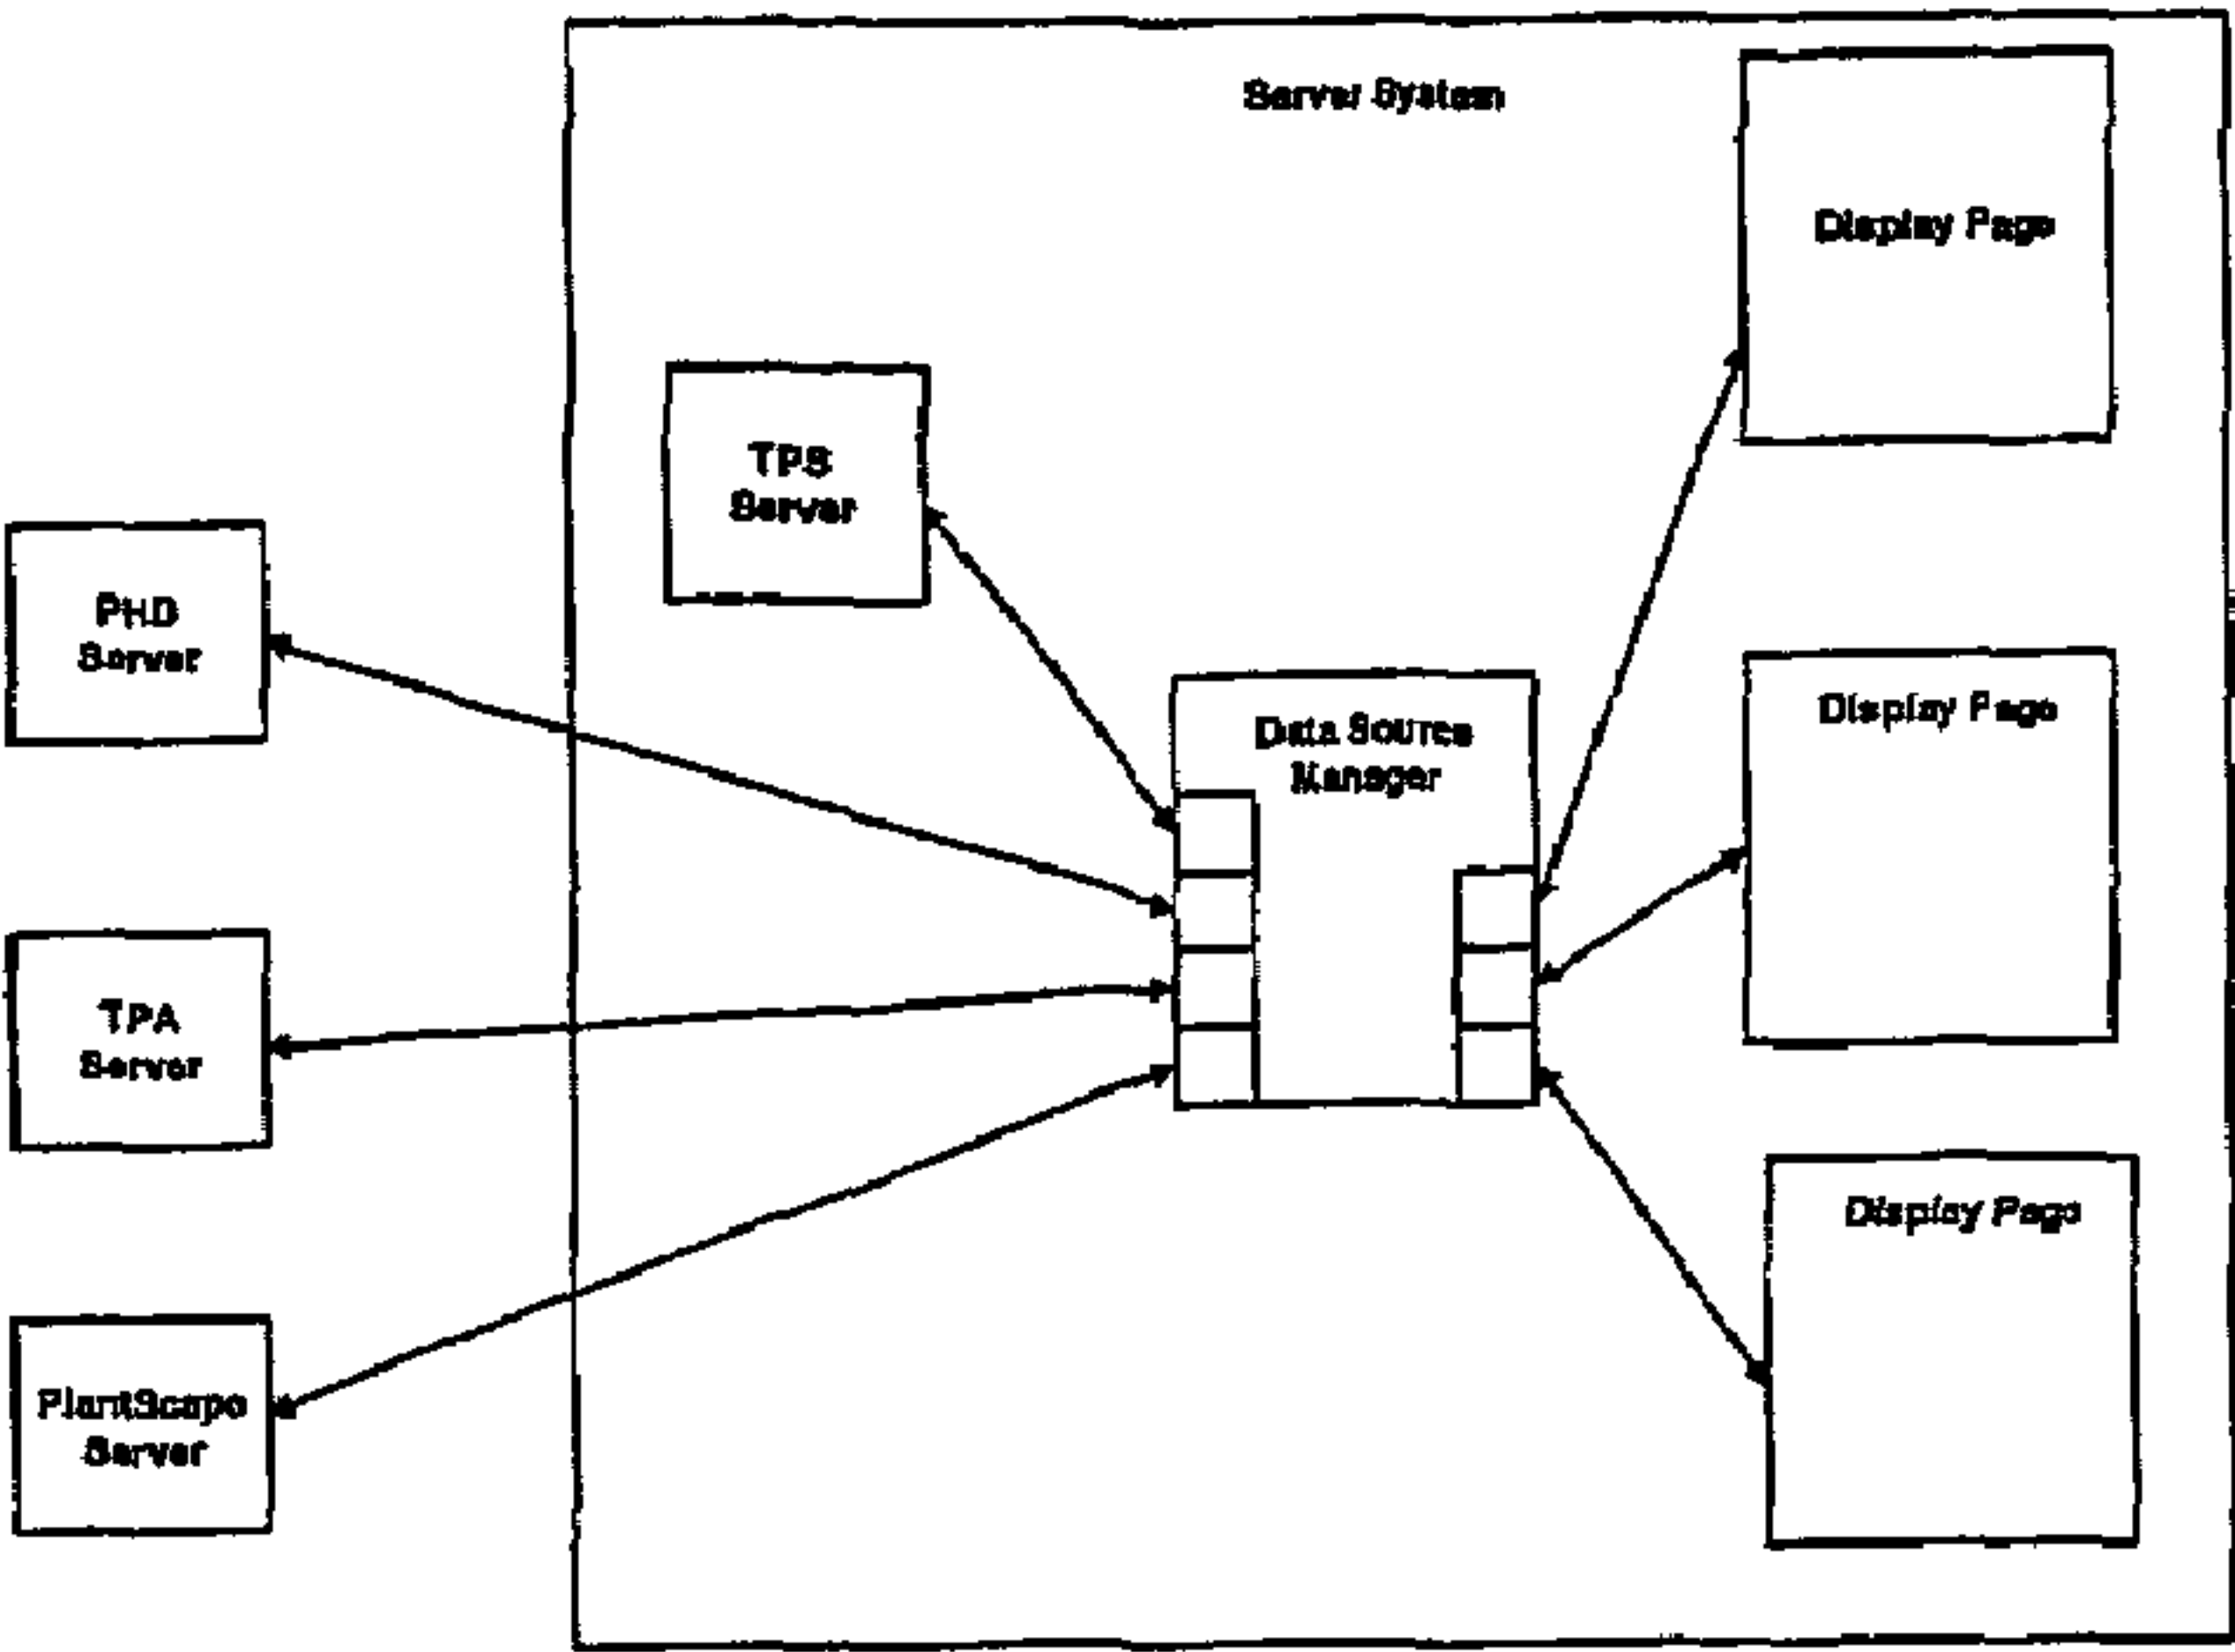 Server System
Display Page
TPS
Server
PHD
Server
Data Source
Manager
Display Page
TPA
Server
Display Page
PlantScape
Server